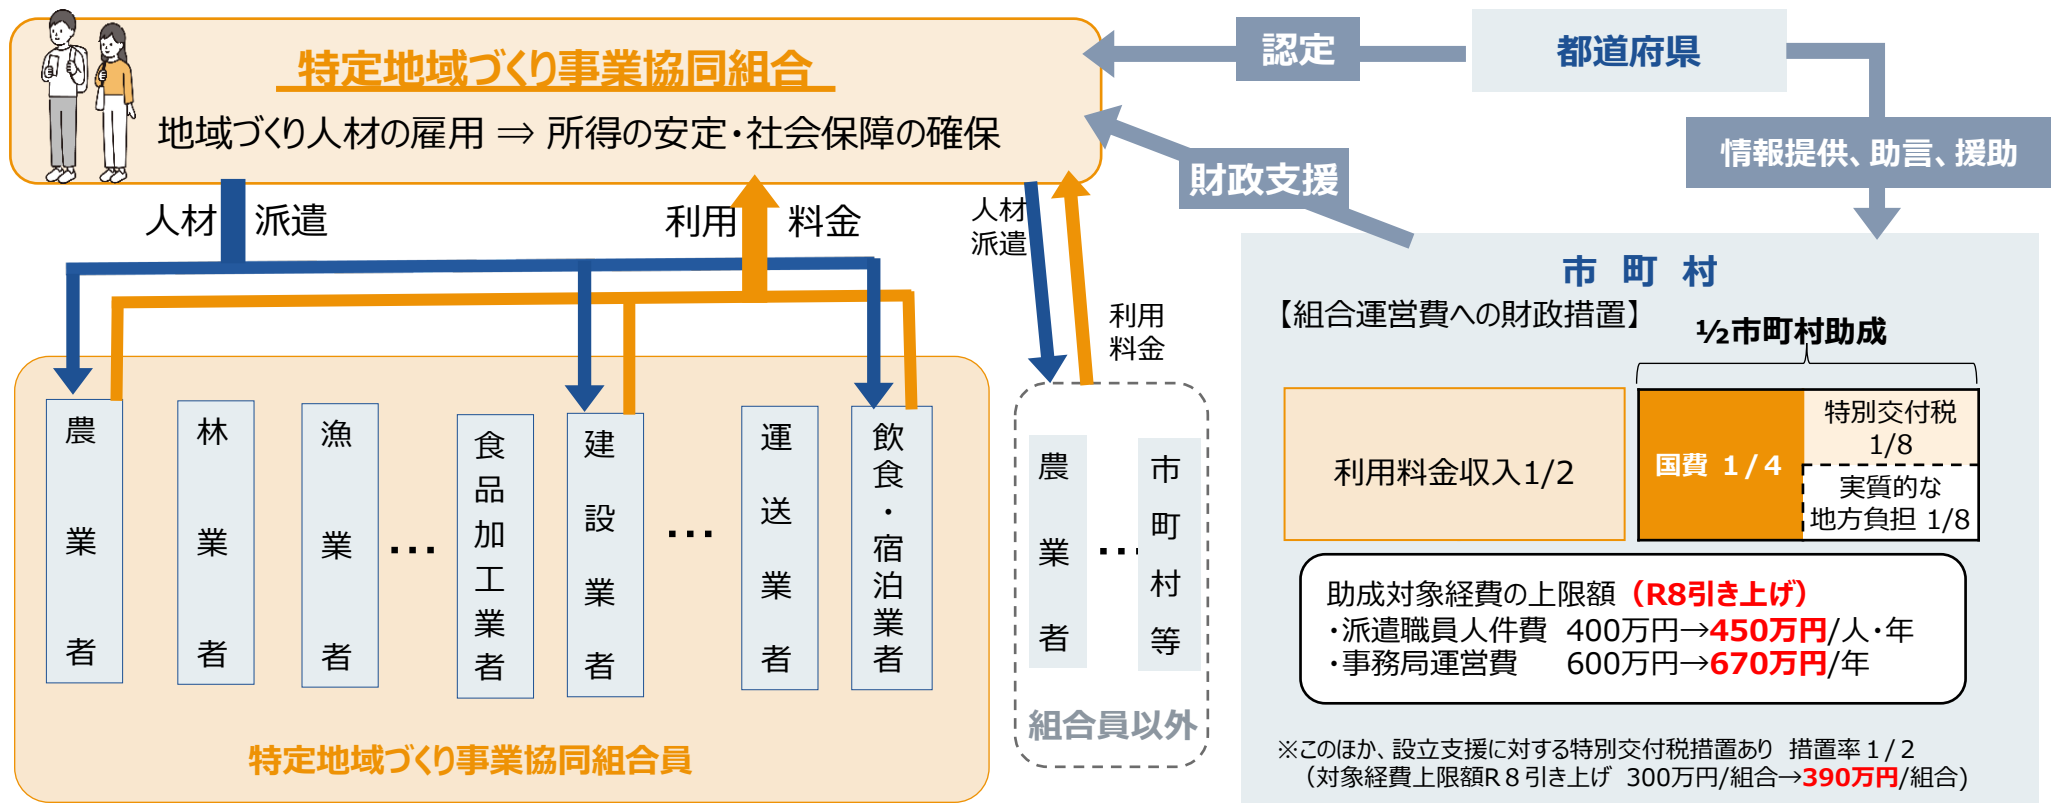 特定地域づくり事業協同組合
地域づくり人材の雇用 ⇒ 所得の安定・社会保障の確保
認定
都道府県
情報提供、助言、援助
財政支援
人材 派遣
利用 料金
人材
派遣
利用
料金
農業者
林業者
漁業者
…
食品加工業者
建設業者
…
運送業者
飲食・宿泊業者
特定地域づくり事業協同組合員
農業者
…
市町村等
組合員以外
市 町 村
【組合運営費への財政措置】
½市町村助成
利用料金収入1/2
国費 1/4
特別交付税
1/8
実質的な
地方負担 1/8
助成対象経費の上限額（R8引き上げ）
・派遣職員人件費 400万円→450万円/人・年
・事務局運営費 600万円→670万円/年
※このほか、設立支援に対する特別交付税措置あり 措置率1/2
（対象経費上限額R8引き上げ 300万円/組合→390万円/組合)